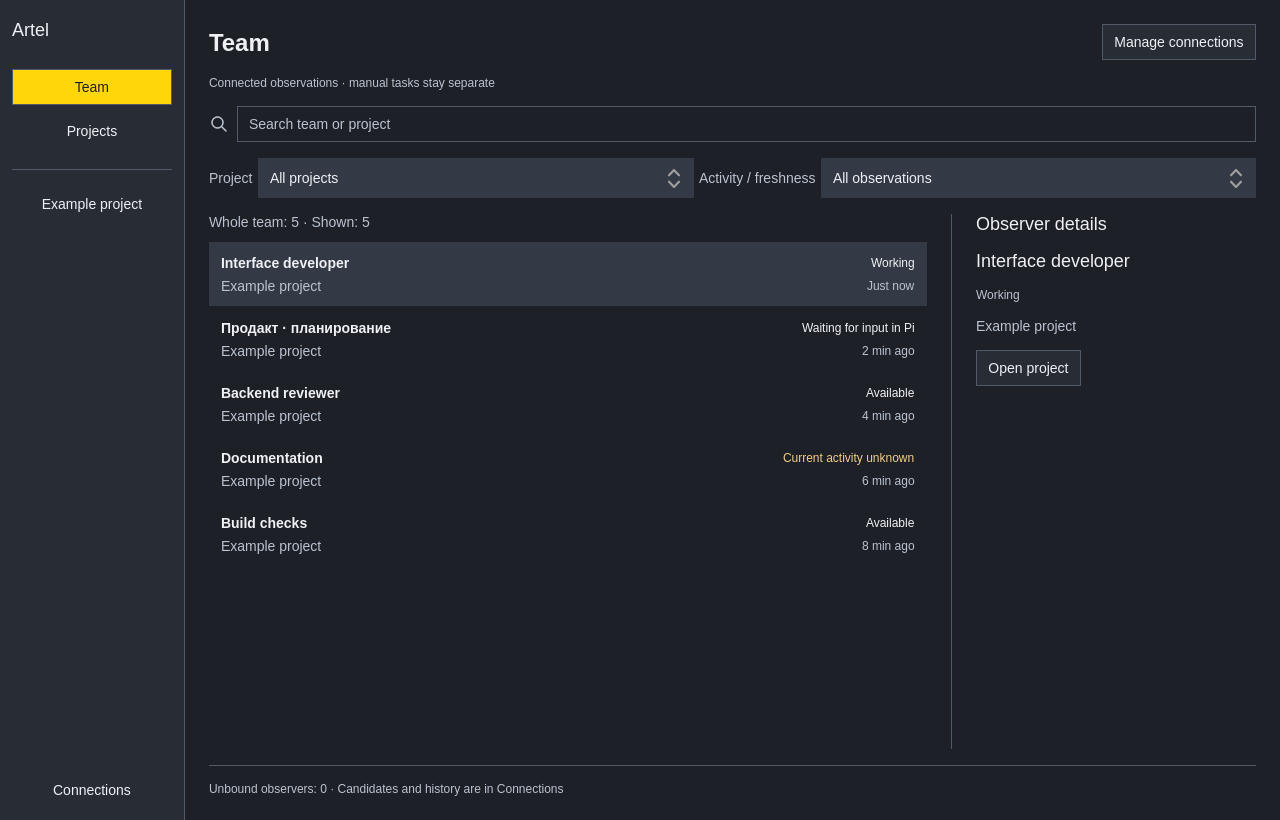 Artel
Team
Projects
Example project
Connections
Team
Manage connections
Connected observations · manual tasks stay separate
Search team or project
Project
All projects
Activity / freshness
All observations
Whole team: 5 · Shown: 5
Interface developer
Working
Example project
Just now
Продакт · планирование
Waiting for input in Pi
Example project
2 min ago
Backend reviewer
Available
Example project
4 min ago
Documentation
Current activity unknown
Example project
6 min ago
Build checks
Available
Example project
8 min ago
Observer details
Interface developer
Working
Example project
Open project
Unbound observers: 0 · Candidates and history are in Connections